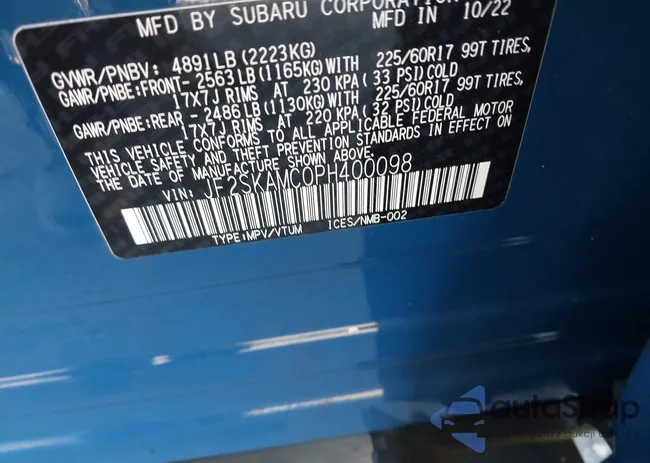 MFD BY SUBARU CORPORATION
MFD IN 10/22
GVWR/PNBV: 4891LB(2223KG)
GAWR/PNBE:FRONT- 2563LB(1165KG)WITH 225/60R17 99T TIRES,
17X7J RIMS AT 230 KPA(33 PSI)COLD
GAWR/PNBE:REAR -2486LB(1130KG)WITH 225/60R17 99T TIRES,
17X7J RIMS AT 220 KPA(32 PSI)COLD
THIS VEHICLE CONFORMS TO ALL APPLICABLE FEDERAL MOTOR
VEHICLE SAFETY AND THEFT PREVENTION STANDARDS IN EFFECT ON
THE DATE OF MANUFACTURE SHOWN ABOVE.
VIN: JF2SKAMC0PH400098
TYPE:MPV/VTUM ICES/NMB-002